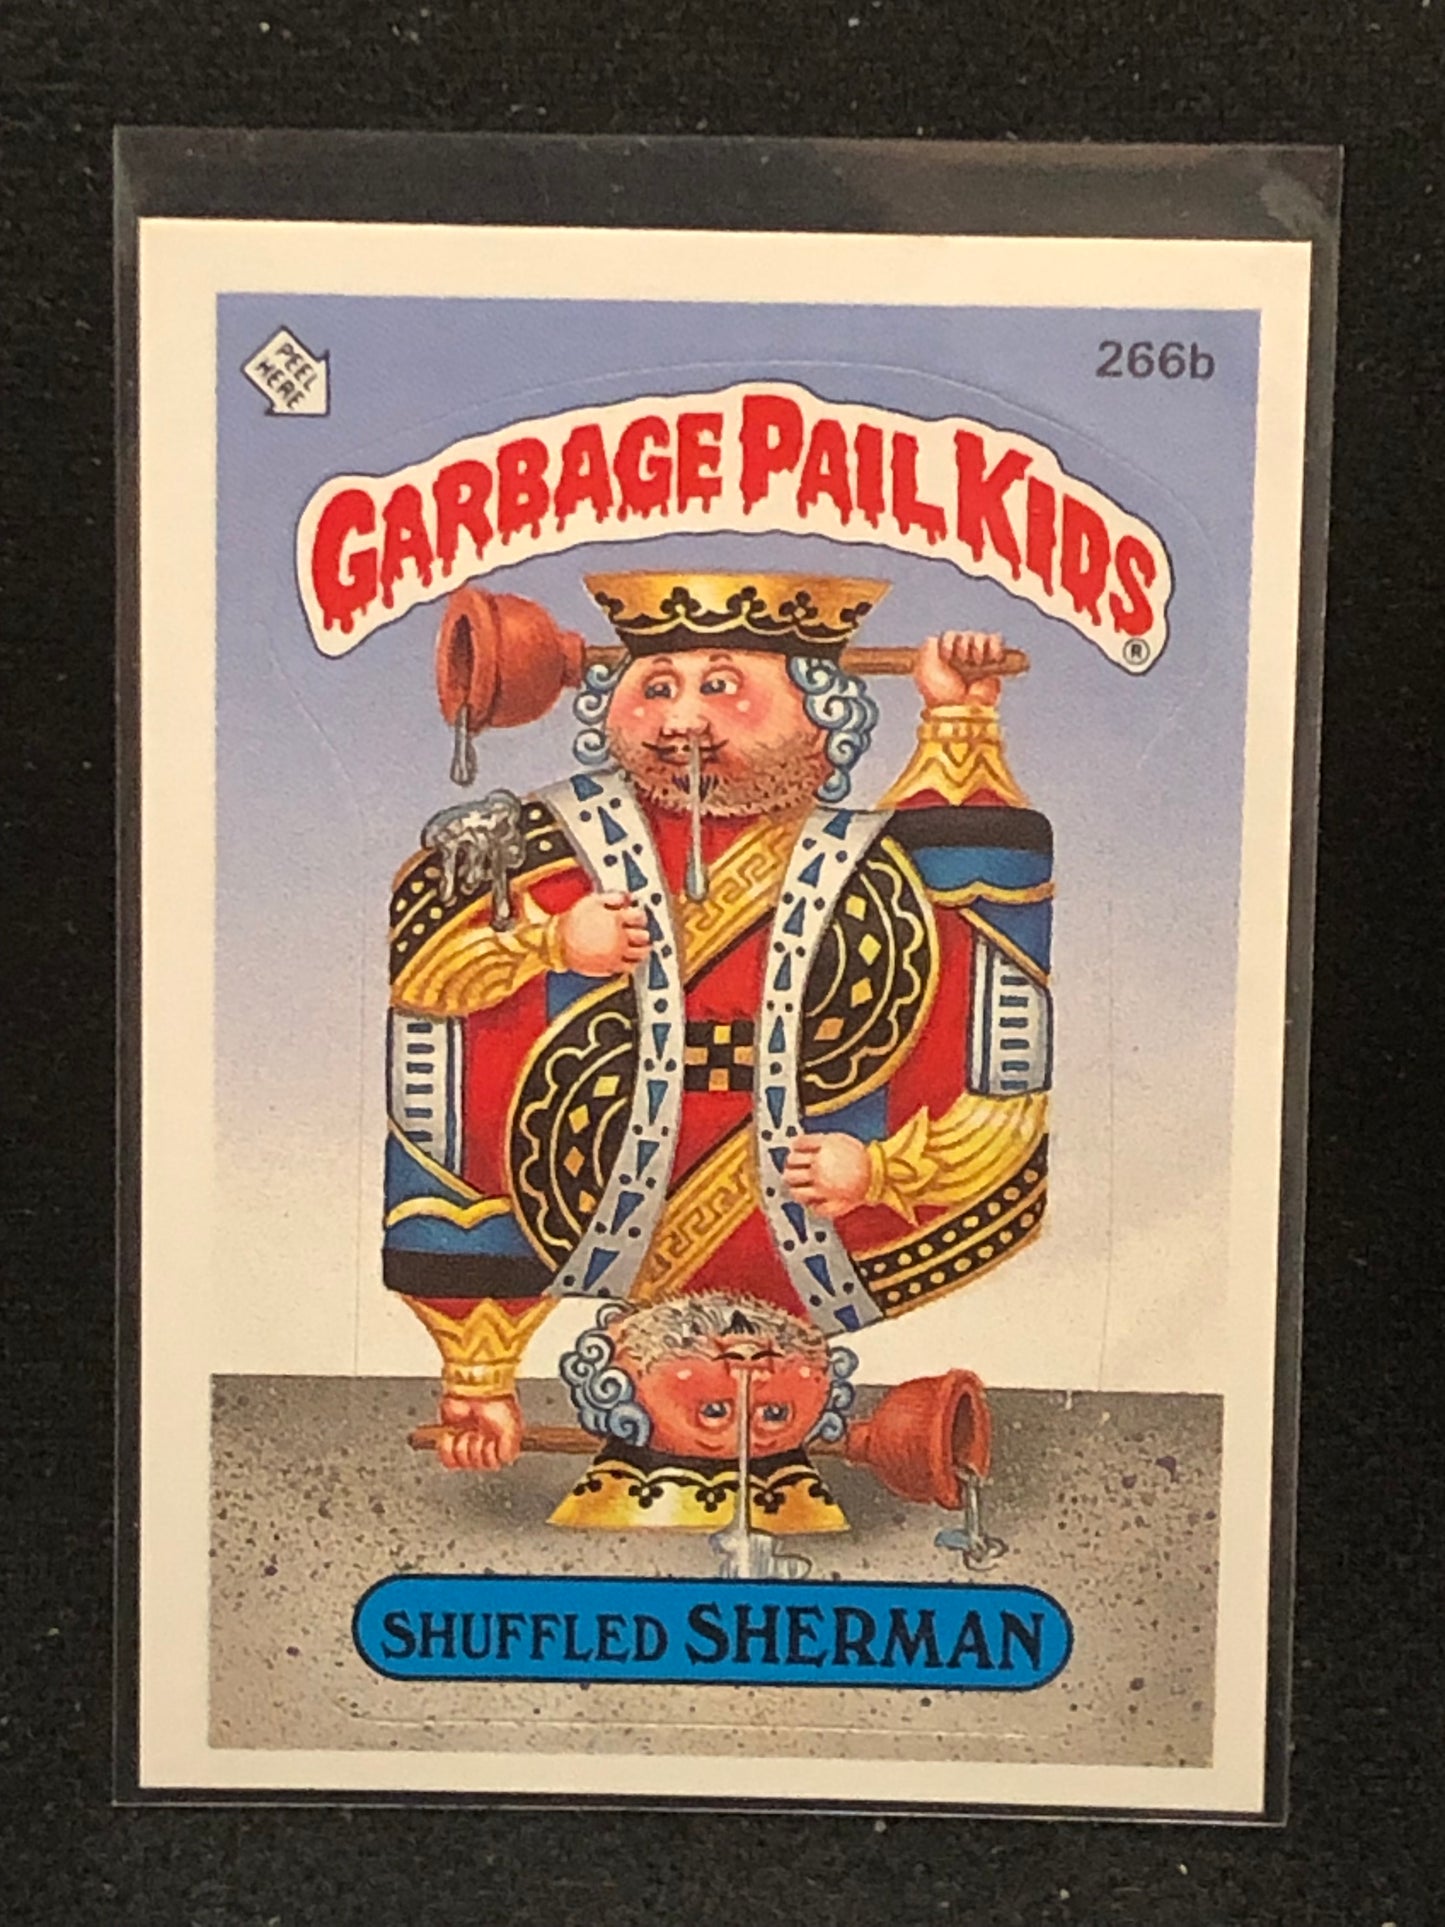 PEEL
HERE
266b
GARBAGE PAIL KIDS
®
SHUFFLED SHERMAN